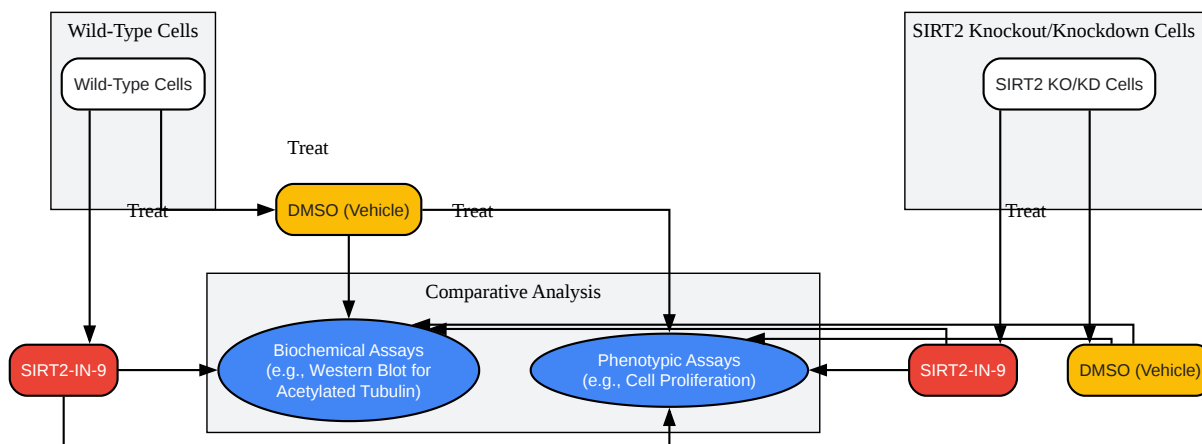 Wild-Type Cells
SIRT2 Knockout/Knockdown Cells
Wild-Type Cells
SIRT2 KO/KD Cells
Treat
Treat
DMSO (Vehicle)
Treat
Treat
Comparative Analysis
Biochemical Assays
(e.g., Western Blot for
Acetylated Tubulin)
Phenotypic Assays
(e.g., Cell Proliferation)
SIRT2-IN-9
SIRT2-IN-9
DMSO (Vehicle)